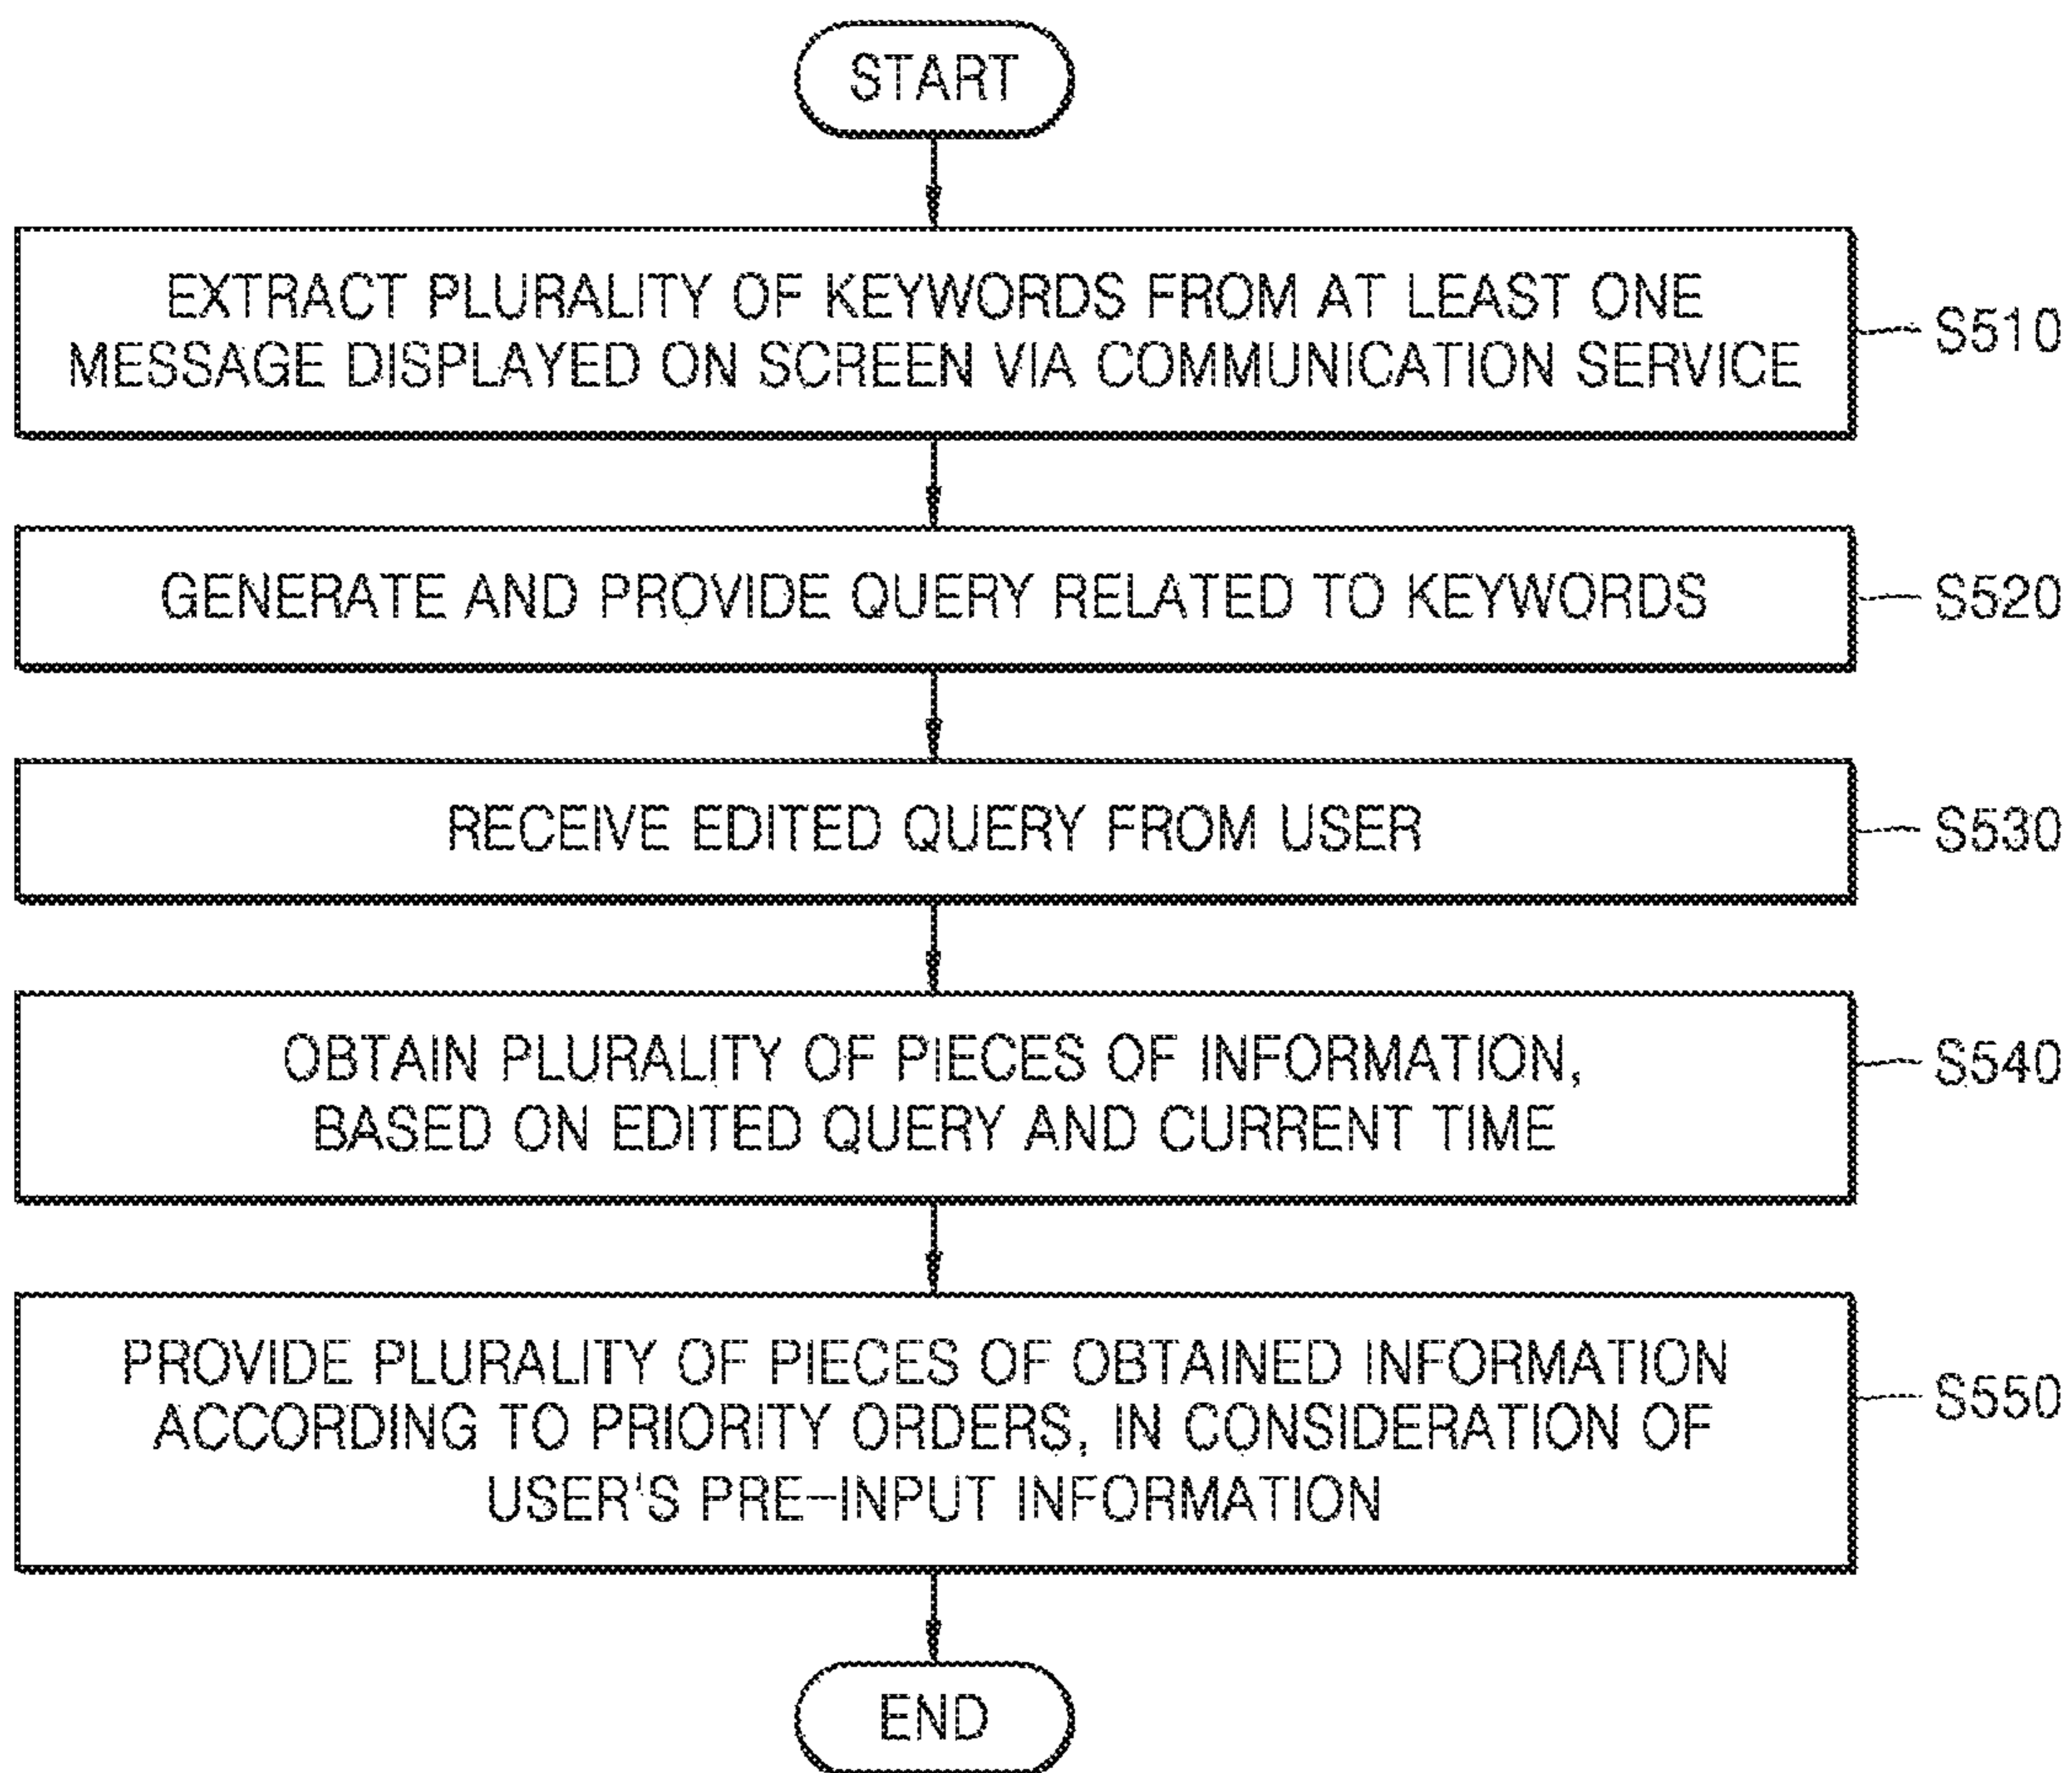 START
EXTRACT PLURALITY OF KEYWORDS FROM AT LEAST ONE
MESSAGE DISPLAYED ON SCREEN VIA COMMUNICATION SERVICE
S510
GENERATE AND PROVIDE QUERY RELATED TO KEYWORDS
S520
RECEIVE EDITED QUERY FROM USER
S530
OBTAIN PLURALITY OF PIECES OF INFORMATION,
BASED ON EDITED QUERY AND CURRENT TIME
S540
PROVIDE PLURALITY OF PIECES OF OBTAINED INFORMATION
ACCORDING TO PRIORITY ORDERS, IN CONSIDERATION OF
USER'S PRE-INPUT INFORMATION
S550
END